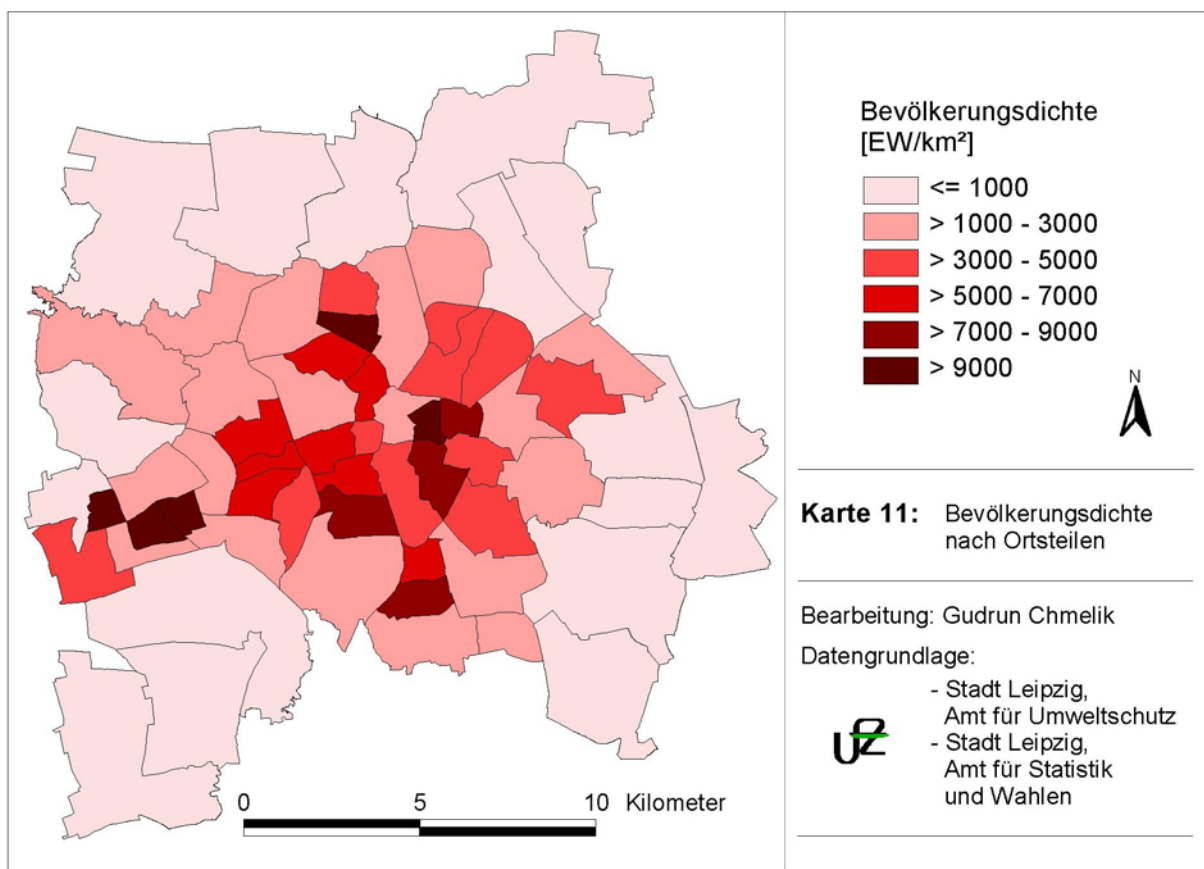 Bevölkerungsdichte
[EW/km²]
<= 1000
> 1000 - 3000
> 3000 - 5000
> 5000 - 7000
> 7000 - 9000
> 9000
N
Karte 11: Bevölkerungsdichte
nach Ortsteilen
Bearbeitung: Gudrun Chmelik
Datengrundlage:
- Stadt Leipzig,
Amt für Umweltschutz
- Stadt Leipzig,
Amt für Statistik
und Wahlen
UFZ
0 5 10 Kilometer